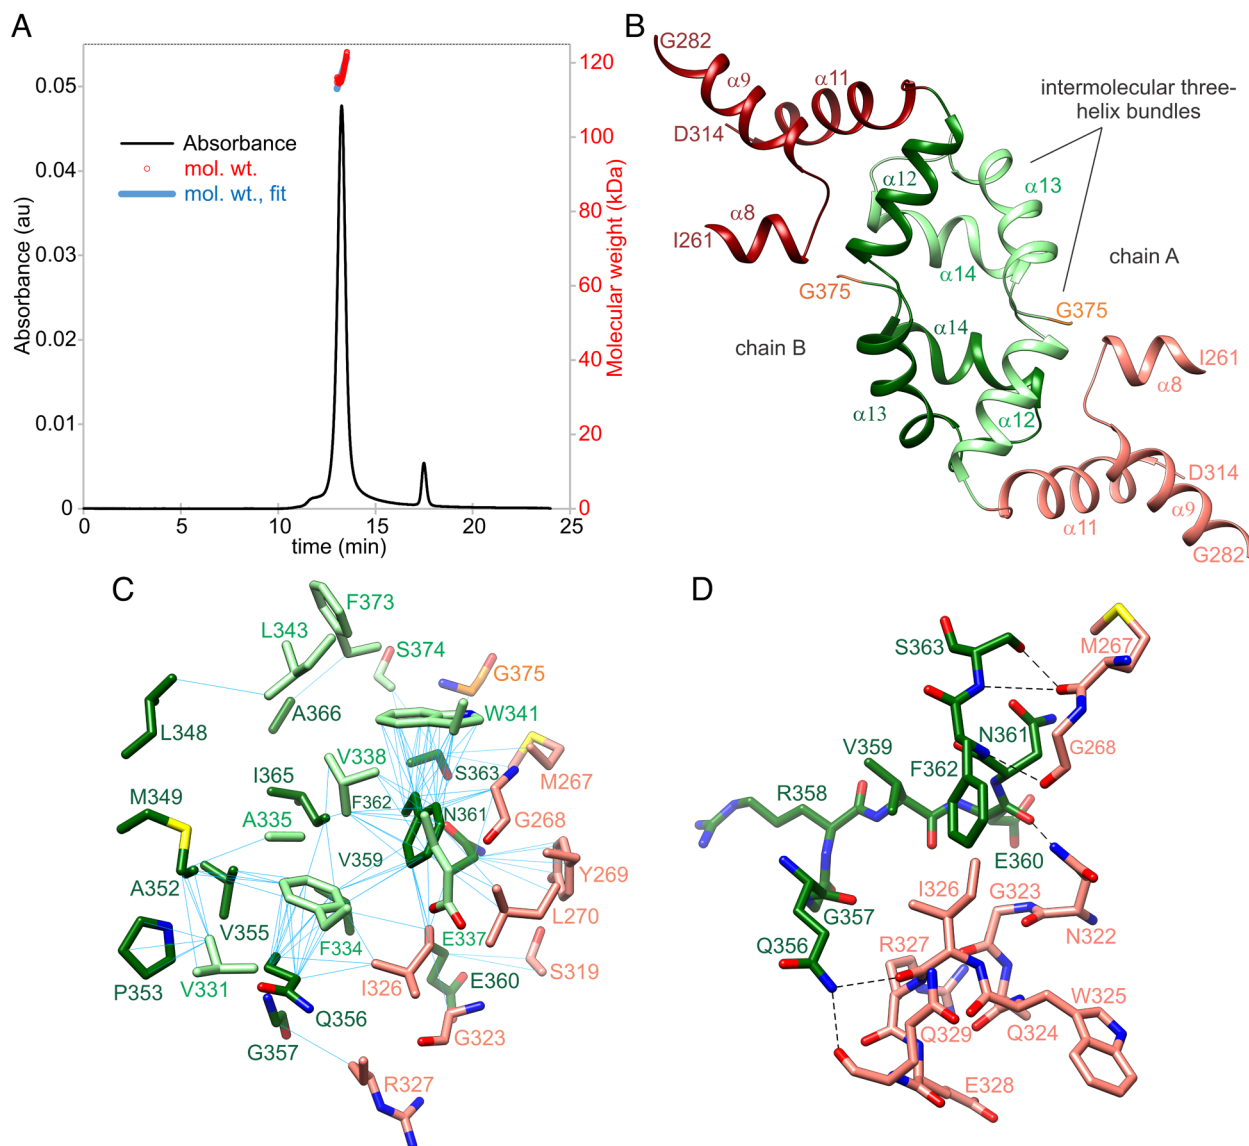 A
0.05
0.04
0.03
0.02
0.01
0
Absorbance (au)
0
5
10
15
20
25
time (min)
120
100
80
60
40
20
0
Molecular weight (kDa)
Absorbance
mol. wt.
mol. wt., fit
B
G282
α9
α11
D314
α8
I261
α12
α13
α14
intermolecular three-
helix bundles
chain A
G375
G375
chain B
α14
α13
α12
I261
α8
D314
α11
α9
G282
C
F373
L343
S374
G375
A366
W341
L348
V338
S363
M267
I365
F362
M349
N361
G268
A335
V359
Y269
A352
L270
V355
F334
E337
S319
P353
V331
I326
E360
Q356
G323
G357
R327
D
S363
M267
N361
G268
V359
F362
R358
E360
I326
G323
G357
N322
Q356
R327
W325
Q329
Q324
E328